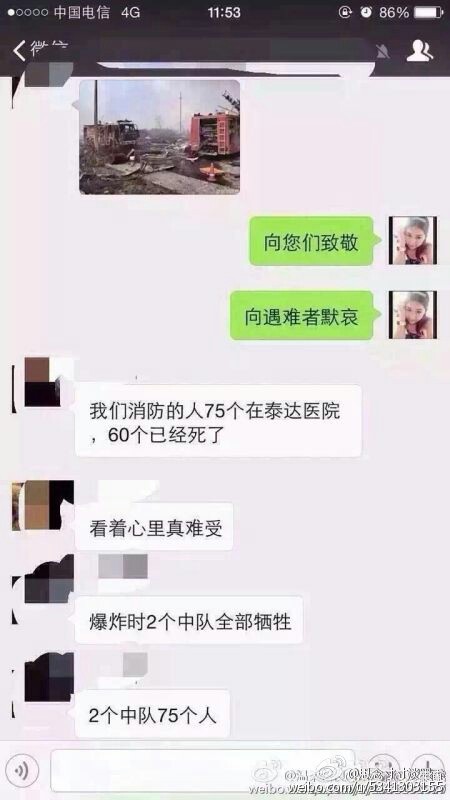 中国电信 4G
11:53
86%
向您们致敬
向遇难者默哀
我们消防的人75个在泰达医院
，60个已经死了
看着心里真难受
爆炸时2个中队全部牺牲
2个中队75个人
weibo.com/u/5341303155